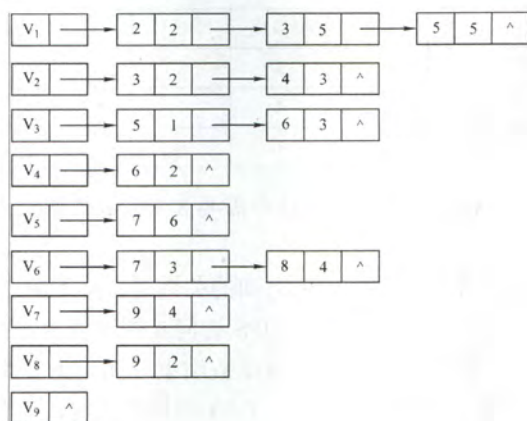 V₁ 2 2 3 5 5 5 ^
V₂ 3 2 4 3 ^
V₃ 5 1 6 3 ^
V₄ 6 2 ^
V₅ 7 6 ^
V₆ 7 3 8 4 ^
V₇ 9 4 ^
V₈ 9 2 ^
V₉ ^